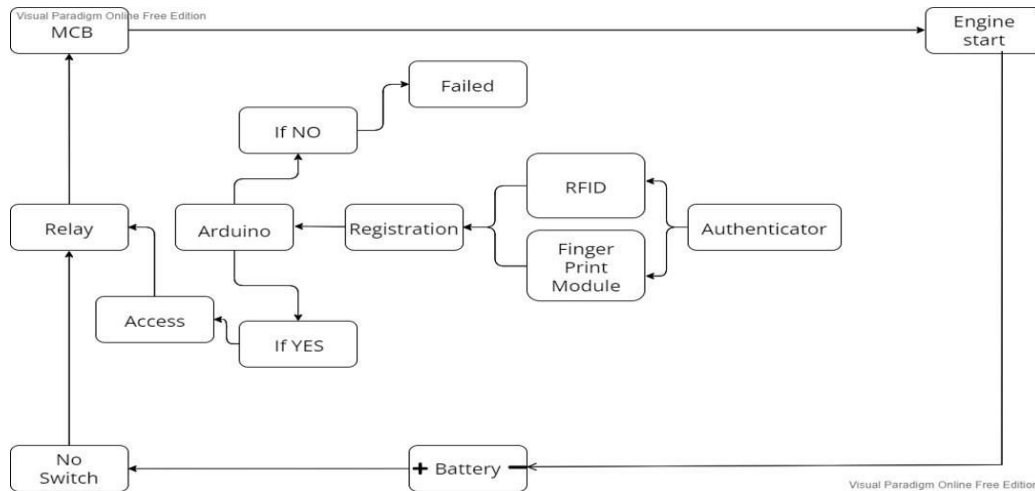 Visual Paradigm Online Free Edition
MCB
Engine
start
Failed
If NO
RFID
Relay
Arduino
Registration
Authenticator
Finger
Print
Module
Access
If YES
No
Switch
+ Battery −
Visual Paradigm Online Free Edition